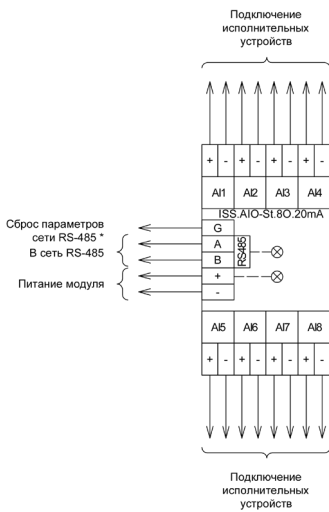 Подключение
исполнительных
устройств
+ - + - + - + -
AI1 AI2 AI3 AI4
ISS.AIO-St.8O.20mA
Сброс параметров
сети RS-485 *
В сеть RS-485
Питание модуля
G
A
B
+
-
RS485
AI5 AI6 AI7 AI8
+ - + - + - + -
Подключение
исполнительных
устройств